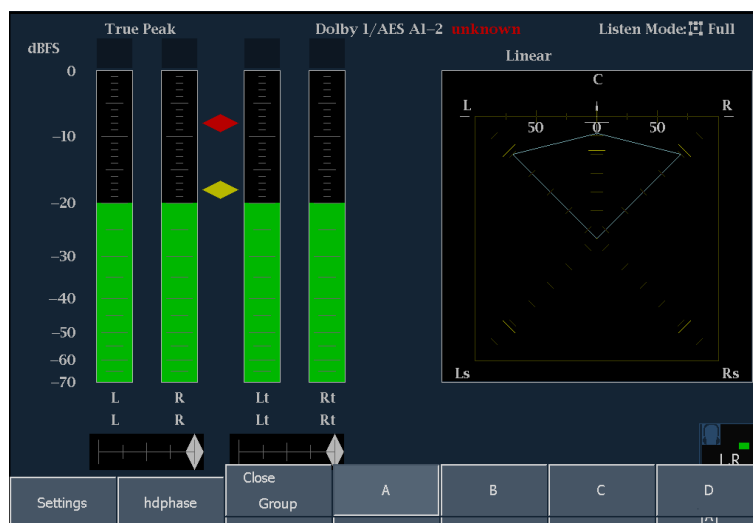 True Peak
Dolby 1/AES A1-2 unknown
Listen Mode: Full
dBFS
Linear
0
-10
-20
-30
-40
-50
-60
-70
L R Lt Rt
L R Lt Rt
C
L R
50 0 50
Ls Rs
L R
Settings
hdphase
Close
Group
A
B
C
D